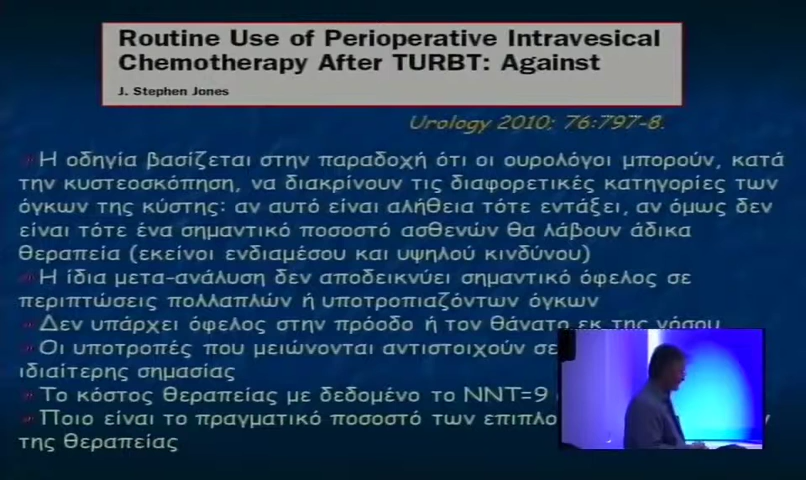 Routine Use of Perioperative Intravesical
Chemotherapy After TURBT: Against
J. Stephen Jones
Urology 2010; 76:797-8.
Η οδηγία βασίζεται στην παραδοχή ότι οι ουρολόγοι μπορούν, κατά
την κυστεοσκόπηση, να διακρίνουν τις διαφορετικές κατηγορίες των
όγκων της κύστης: αν αυτό είναι αλήθεια τότε εντάξει, αν όμως δεν
είναι τότε ένα σημαντικό ποσοστό ασθενών θα λάβουν άδικα
θεραπεία (εκείνοι ενδιαμέσου και υψηλού κινδύνου)
Η ίδια μετα-ανάλυση δεν αποδεικνύει σημαντικό όφελος σε
περιπτώσεις πολλαπλών ή υποτροπιαζόντων όγκων
Δεν υπάρχει όφελος στην πρόοδο ή τον θάνατο εκ της νόσου
Οι υποτροπές που μειώνονται αντιστοιχούν σε
ιδιαίτερης σημασίας
Το κόστος θεραπείας με δεδομένο το NNT=9
Ποιο είναι το πραγματικό ποσοστό των
της θεραπείας